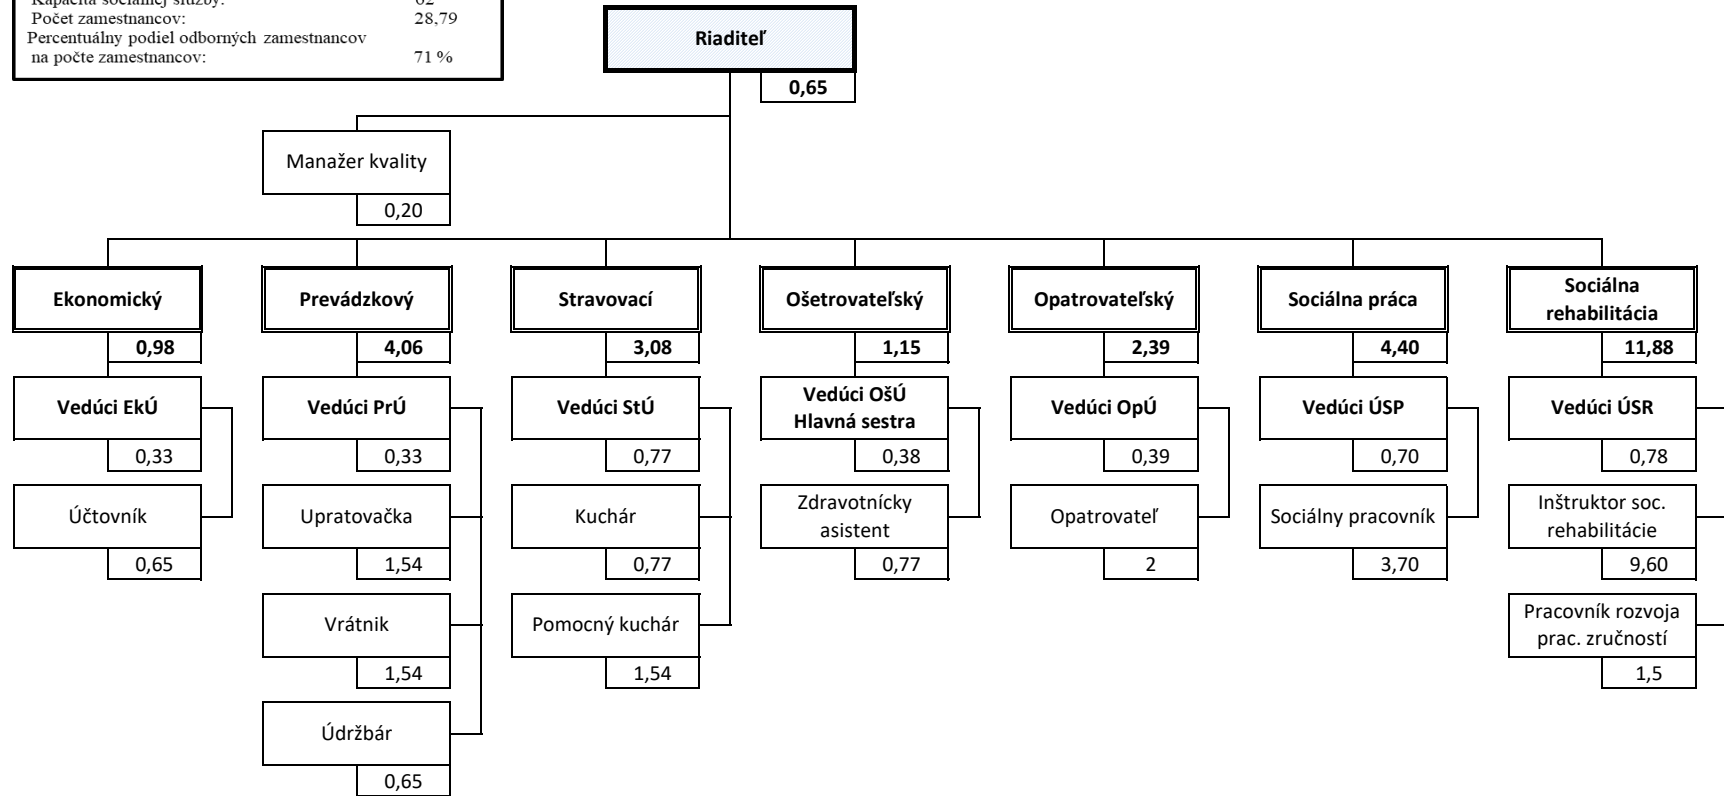 Kapacita sociálnej služby: 62
Počet zamestnancov: 28,79
Percentuálny podiel odborných zamestnancov
na počte zamestnancov: 71 %
Riaditeľ
0,65
Manažer kvality
0,20
Ekonomický
0,98
Vedúci EkÚ
0,33
Účtovník
0,65
Prevádzkový
4,06
Vedúci PrÚ
0,33
Upratovačka
1,54
Vrátnik
1,54
Údržbár
0,65
Stravovací
3,08
Vedúci StÚ
0,77
Kuchár
0,77
Pomocný kuchár
1,54
Ošetrovateľský
1,15
Vedúci OšÚ
Hlavná sestra
0,38
Zdravotnícky
asistent
0,77
Opatrovateľský
2,39
Vedúci OpÚ
0,39
Opatrovateľ
2
Sociálna práca
4,40
Vedúci ÚSP
0,70
Sociálny pracovník
3,70
Sociálna
rehabilitácia
11,88
Vedúci ÚSR
0,78
Inštruktor soc.
rehabilitácie
9,60
Pracovník rozvoja
prac. zručností
1,5